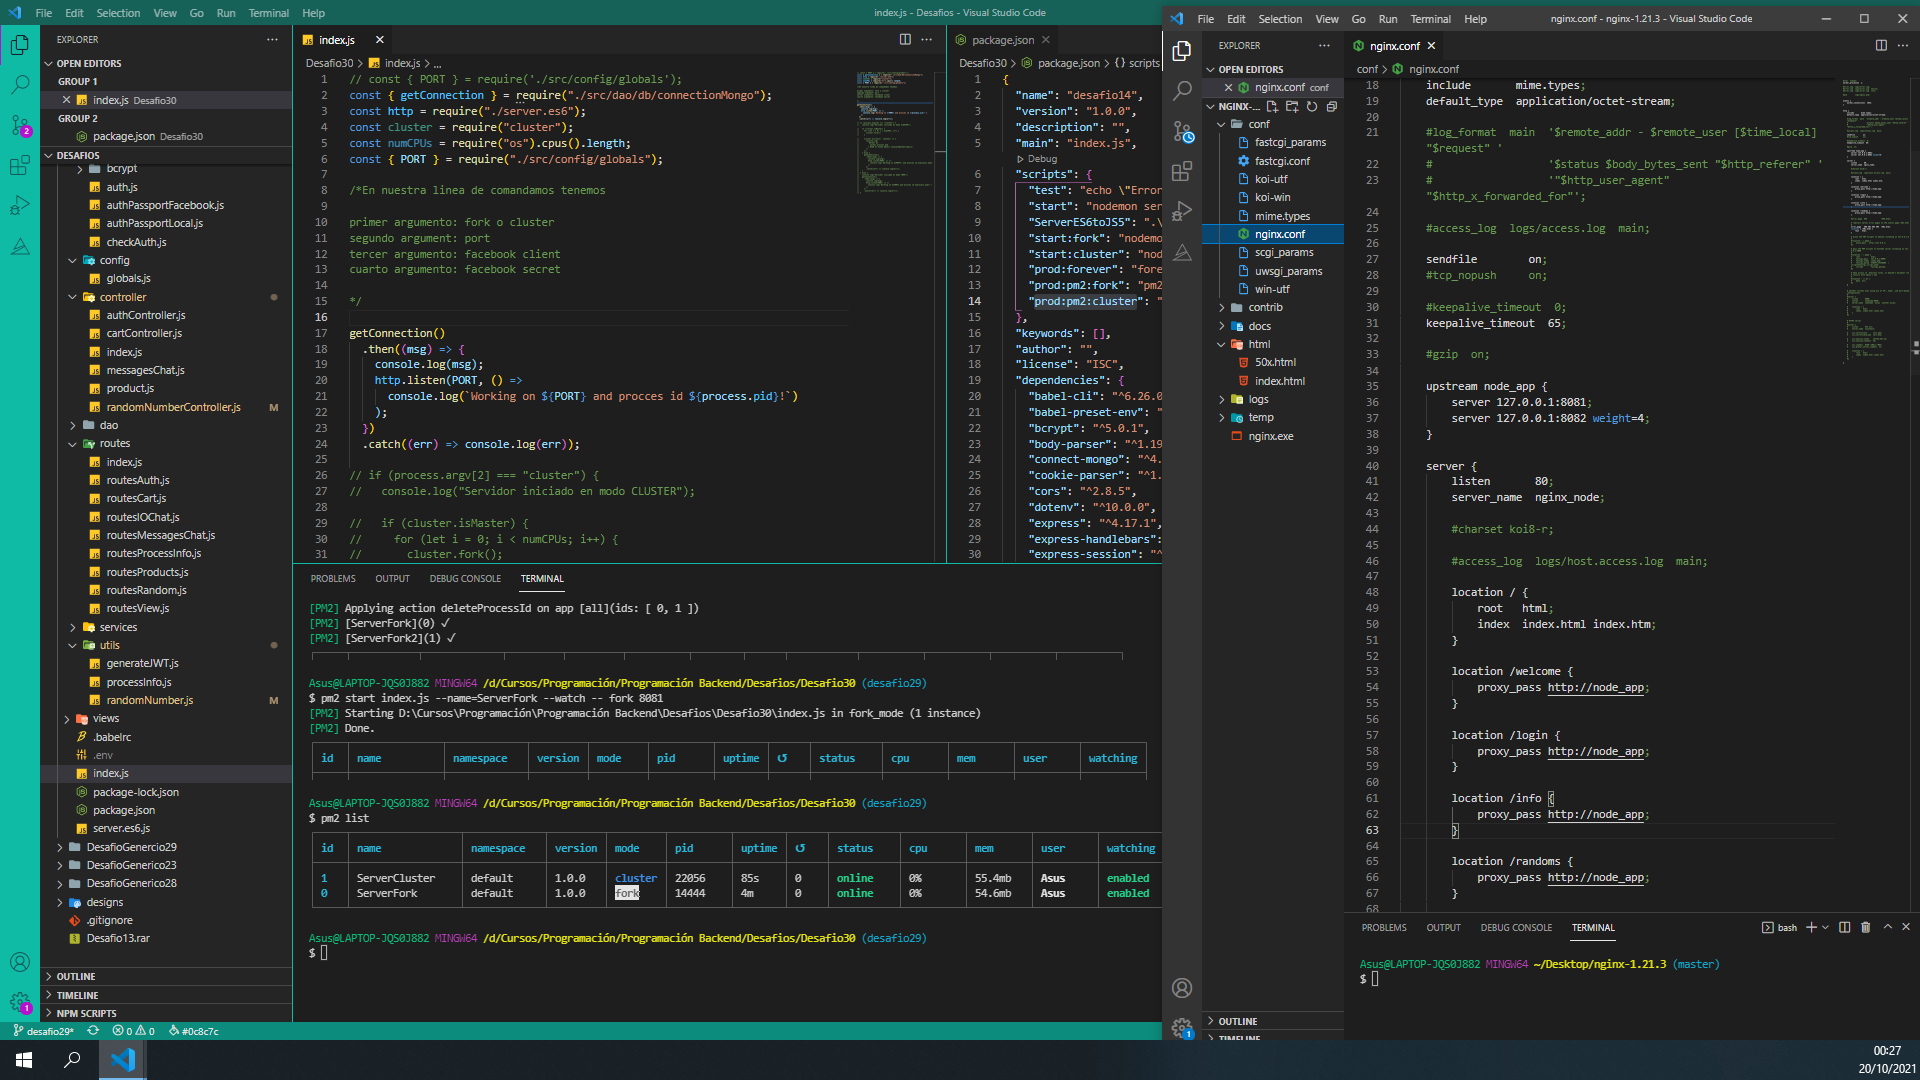 File Edit Selection View Go Run Terminal Help
index.js - Desafios - Visual Studio Code
EXPLORER
OPEN EDITORS
GROUP 1
index.js Desafio30
GROUP 2
package.json Desafio30
DESAFIOS
bcrypt
auth.js
authPassportFacebook.js
authPassportLocal.js
checkAuth.js
config
globals.js
controller
authController.js
cartController.js
index.js
messagesChat.js
product.js
randomNumberController.js M
dao
routes
index.js
routesAuth.js
routesCart.js
routesIOChat.js
routesMessagesChat.js
routesProcessInfo.js
routesProducts.js
routesRandom.js
routesView.js
services
utils
generateJWT.js
processInfo.js
randomNumber.js M
views
.babelrc
.env
index.js
package-lock.json
package.json
server.es6.js
DesafioGenercio29
DesafioGenerico23
DesafioGenerico28
designs
.gitignore
Desafio13.rar
OUTLINE
TIMELINE
NPM SCRIPTS
desafio29* 0 0 #0c8c7c
2
1
index.js
Desafio30 > index.js > ...
1 // const { PORT } = require('./src/config/globals');
2 const { getConnection } = require("./src/dao/db/connectionMongo");
3 const http = require("./server.es6");
4 const cluster = require("cluster");
5 const numCPUs = require("os").cpus().length;
6 const { PORT } = require("./src/config/globals");
7
8 /*En nuestra linea de comandamos tenemos
9
10 primer argumento: fork o cluster
11 segundo argument: port
12 tercer argumento: facebook client
13 cuarto argumento: facebook secret
14
15 */
16
17 getConnection()
18 .then((msg) => {
19 console.log(msg);
20 http.listen(PORT, () =>
21 console.log(`Working on ${PORT} and procces id ${process.pid}!`)
22 );
23 })
24 .catch((err) => console.log(err));
25
26 // if (process.argv[2] === "cluster") {
27 // console.log("Servidor iniciado en modo CLUSTER");
28
29 // if (cluster.isMaster) {
30 // for (let i = 0; i < numCPUs; i++) {
31 // cluster.fork();
package.json
Desafio30 > package.json > {} scripts
1 {
2 "name": "desafio14",
3 "version": "1.0.0",
4 "description": "",
5 "main": "index.js",
Debug
6 "scripts": {
7 "test": "echo \"Error
8 "start": "nodemon ser
9 "ServerES6toJS5": ".\
10 "start:fork": "nodemo
11 "start:cluster": "nod
12 "prod:forever": "fore
13 "prod:pm2:fork": "pm2
14 "prod:pm2:cluster": "
15 },
16 "keywords": [],
17 "author": "",
18 "license": "ISC",
19 "dependencies": {
20 "babel-cli": "^6.26.0
21 "babel-preset-env": "
22 "bcrypt": "^5.0.1",
23 "body-parser": "^1.19
24 "connect-mongo": "^4.
25 "cookie-parser": "^1.
26 "cors": "^2.8.5",
27 "dotenv": "^10.0.0",
28 "express": "^4.17.1",
29 "express-handlebars":
30 "express-session": "^
PROBLEMS OUTPUT DEBUG CONSOLE TERMINAL
[PM2] Applying action deleteProcessId on app [all](ids: [ 0, 1 ])
[PM2] [ServerFork](0) ✓
[PM2] [ServerFork2](1) ✓
Asus@LAPTOP-JQS0J882 MINGW64 /d/Cursos/Programación/Programación Backend/Desafios/Desafio30 (desafio29)
$ pm2 start index.js --name=ServerFork --watch -- fork 8081
[PM2] Starting D:\Cursos\Programación\Programación Backend\Desafios\Desafio30\index.js in fork_mode (1 instance)
[PM2] Done.
id name namespace version mode pid uptime ↺ status cpu mem user watching
Asus@LAPTOP-JQS0J882 MINGW64 /d/Cursos/Programación/Programación Backend/Desafios/Desafio30 (desafio29)
$ pm2 list
id name namespace version mode pid uptime ↺ status cpu mem user watching
1 ServerCluster default 1.0.0 cluster 22056 85s 0 online 0% 55.4mb Asus enabled
0 ServerFork default 1.0.0 fork 14444 4m 0 online 0% 54.6mb Asus enabled
Asus@LAPTOP-JQS0J882 MINGW64 /d/Cursos/Programación/Programación Backend/Desafios/Desafio30 (desafio29)
$
File Edit Selection View Go Run Terminal Help
nginx.conf - nginx-1.21.3 - Visual Studio Code
EXPLORER
OPEN EDITORS
nginx.conf conf
NGINX-...
conf
fastcgi_params
fastcgi.conf
koi-utf
koi-win
mime.types
nginx.conf
scgi_params
uwsgi_params
win-utf
contrib
docs
html
50x.html
index.html
logs
temp
nginx.exe
OUTLINE
TIMELINE
1
nginx.conf
conf > nginx.conf
18 include mime.types;
19 default_type application/octet-stream;
20
21 #log_format main '$remote_addr - $remote_user [$time_local]
"$request" '
22 # '$status $body_bytes_sent "$http_referer" '
23 # '"$http_user_agent"
"$http_x_forwarded_for"';
24
25 #access_log logs/access.log main;
26
27 sendfile on;
28 #tcp_nopush on;
29
30 #keepalive_timeout 0;
31 keepalive_timeout 65;
32
33 #gzip on;
34
35 upstream node_app {
36 server 127.0.0.1:8081;
37 server 127.0.0.1:8082 weight=4;
38 }
39
40 server {
41 listen 80;
42 server_name nginx_node;
43
44 #charset koi8-r;
45
46 #access_log logs/host.access.log main;
47
48 location / {
49 root html;
50 index index.html index.htm;
51 }
52
53 location /welcome {
54 proxy_pass http://node_app;
55 }
56
57 location /login {
58 proxy_pass http://node_app;
59 }
60
61 location /info {
62 proxy_pass http://node_app;
63 }
64
65 location /randoms {
66 proxy_pass http://node_app;
67 }
68
PROBLEMS OUTPUT DEBUG CONSOLE TERMINAL
bash
Asus@LAPTOP-JQS0J882 MINGW64 ~/Desktop/nginx-1.21.3 (master)
$
00:27
20/10/2021